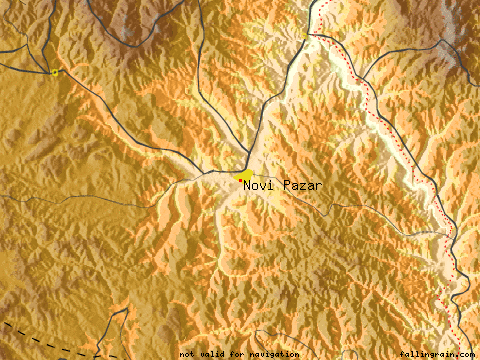 Novi Pazar
not valid for navigation
fallingrain.com